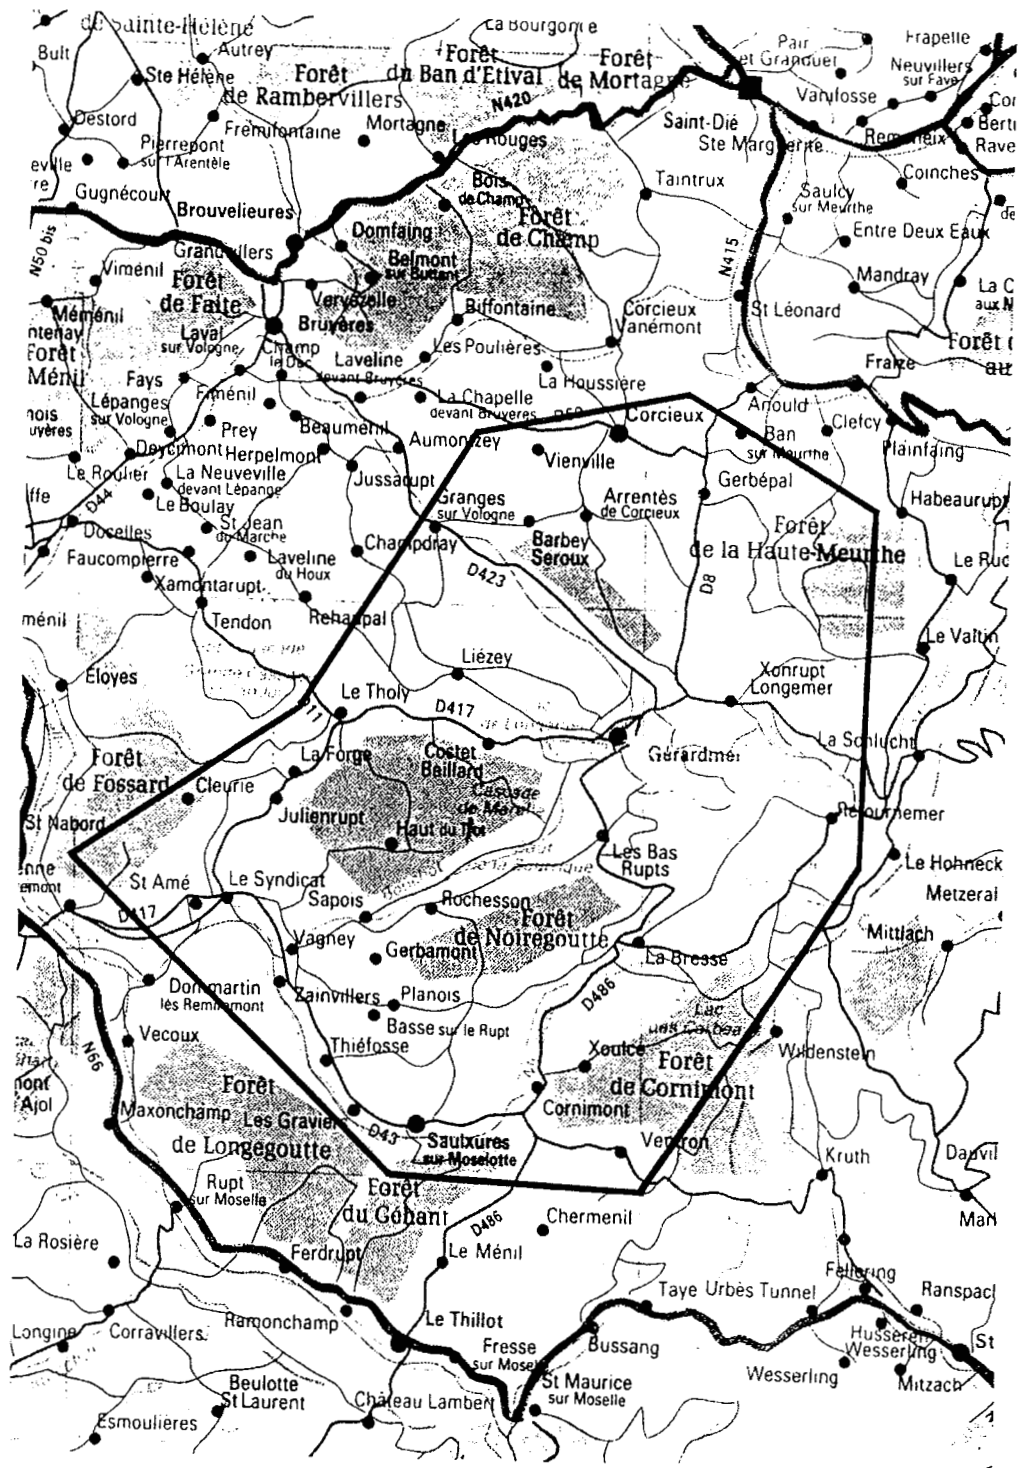 de Sainte-Hélène
La Bourgonce
Bult
Autrey
Ste Hélène
Forêt
de Rambervillers
Forêt
du Ban d'Etival
Forêt
de Mortagne
Pair
et Granduet
Frapelle
Neuvillers
sur Fave
Vanifosse
N420
Destord
Frémifontaine
Mortagne
Les Rouges
Saint-Dié
Ste Marguerite
Remomeix
Pierrepont
sur l'Arentèle
Gugnécourt
Brouvelieures
Bois
de Champ
Taintrux
Saulcy
sur Meurthe
Coinches
Forêt
de Champ
Domfaing
Belmont
sur Buttant
Entre Deux Eaux
N50 bis
Grandvillers
Viménil
Forêt
de Faite
Vervezelle
N415
Mandray
Méménil
Bruyères
Biffontaine
Corcieux
Vanémont
St Léonard
Forêt
Ménil
Laval
sur Vologne
Champ
le Duc
Laveline
devant Bruyères
Les Poulières
Fraize
Fays
Fiménil
La Houssière
La Chapelle
devant Bruyères
Anould
Lépanges
sur Vologne
Prey
Beauménil
Aumontzey
Corcieux
Ban
sur Meurthe
Clefcy
Plainfaing
Deycimont
Herpelmont
Vienville
Le Roulier
La Neuveville
devant Lépange
Jussarupt
Gerbépal
D44
Le Boulay
Granges
sur Vologne
Arrentès
de Corcieux
Habeaurupt
Docelles
St Jean
du Marche
Barbey
Seroux
Forêt
de la Haute-Meurthe
Faucompierre
Laveline
du Houx
Champdray
Xamontarupt
D423
D8
Tendon
Rehaupal
Le Valtin
Eloyes
Liézey
Xonrupt
Longemer
Le Tholy
D11
D417
Forêt
de Fossard
La Forge
Costet
Beillard
Gérardmer
La Schlucht
Cleurie
Cascade
de Merel
Retournemer
St Nabord
Julienrupt
Haut du Tôt
Les Bas
Rupts
Le Hohneck
Metzeral
St Amé
Le Syndicat
Sapois
Rochesson
D417
Forêt
de Noiregoutte
Vagney
Gerbamont
La Bresse
Mittlach
Dommartin
lès Remiremont
Zainvillers
Planois
D486
Basse sur le Rupt
Lac
des Corbeaux
N66
Vecoux
Thiéfosse
Xoulce
Forêt
de Cornimont
Wildenstein
Forêt
de Longegoutte
Maxonchamp
Les Graviers
D43
Saulxures
sur Moselotte
Cornimont
Ventron
Kruth
Rupt
sur Moselle
Forêt
du Géhant
Chermenil
La Rosière
Ferdrupt
D486
Le Ménil
Fellering
Taye
Urbès
Tunnel
Longine
Corravillers
Ramonchamp
Le Thillot
Fresse
sur Moselle
Bussang
Husseren
Wesserling
Wesserling
Mitzach
Beulotte
St Laurent
Château Lambert
St Maurice
sur Moselle
Esmoulières